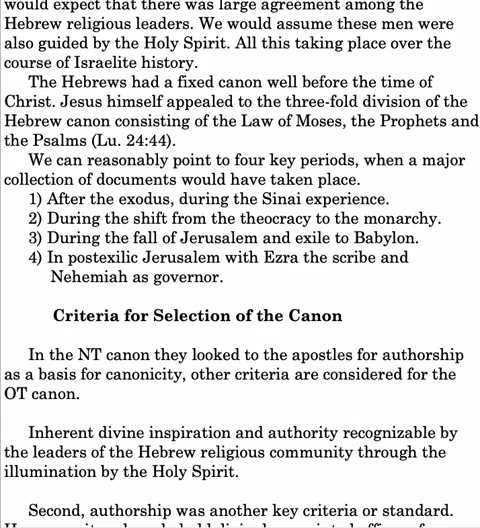 would expect that there was large agreement among the
Hebrew religious leaders. We would assume these men were
also guided by the Holy Spirit. All this taking place over the
course of Israelite history.
The Hebrews had a fixed canon well before the time of
Christ. Jesus himself appealed to the three-fold division of the
Hebrew canon consisting of the Law of Moses, the Prophets and
the Psalms (Lu. 24:44).
We can reasonably point to four key periods, when a major
collection of documents would have taken place.
1) After the exodus, during the Sinai experience.
2) During the shift from the theocracy to the monarchy.
3) During the fall of Jerusalem and exile to Babylon.
4) In postexilic Jerusalem with Ezra the scribe and
Nehemiah as governor.
Criteria for Selection of the Canon
In the NT canon they looked to the apostles for authorship
as a basis for canonicity, other criteria are considered for the
OT canon.
Inherent divine inspiration and authority recognizable by
the leaders of the Hebrew religious community through the
illumination by the Holy Spirit.
Second, authorship was another key criteria or standard.